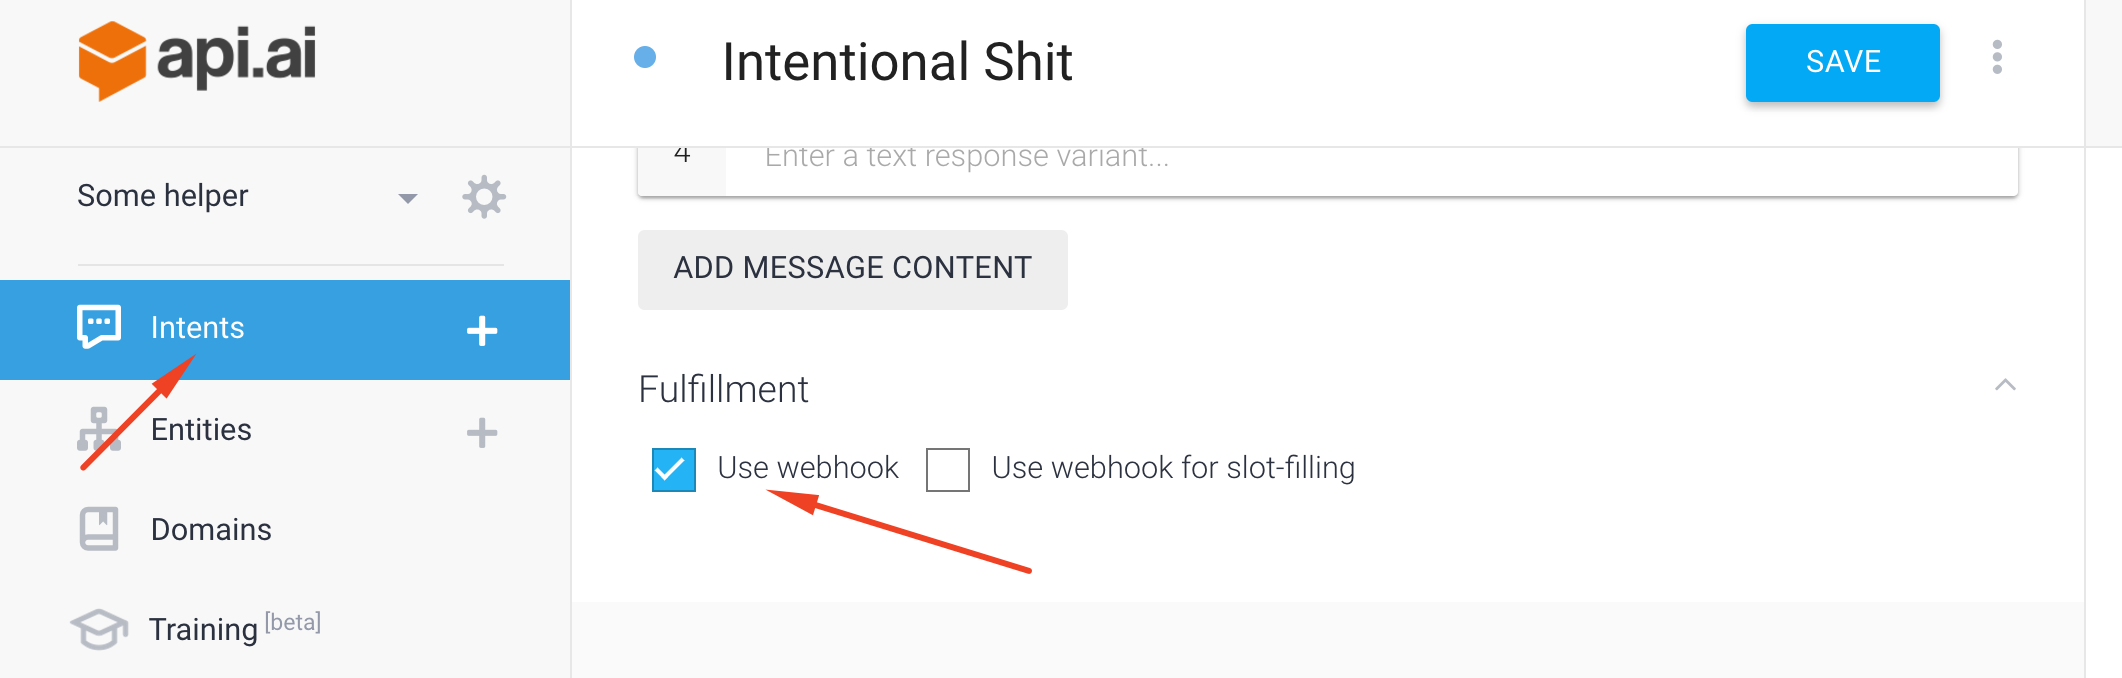 api.ai
Intentional Shit
SAVE
Some helper
Intents
Entities
Domains
Training [beta]
4 Enter a text response variant...
ADD MESSAGE CONTENT
Fulfillment
Use webhook Use webhook for slot-filling